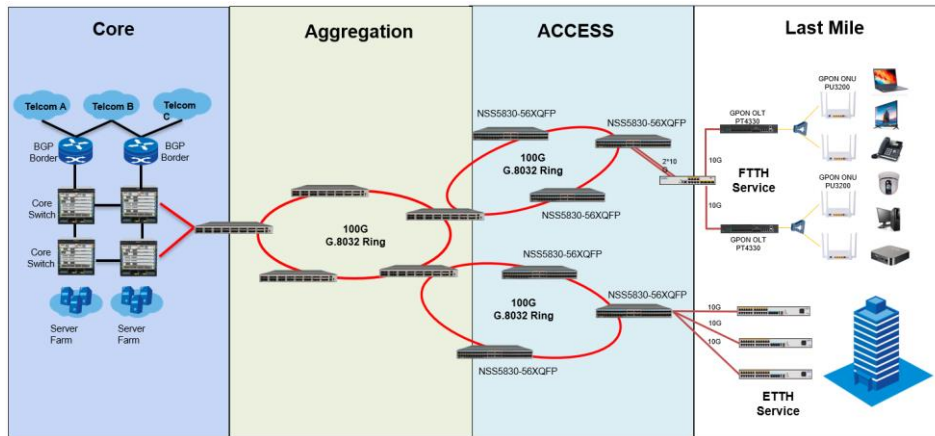 Core
Aggregation
ACCESS
Last Mile
Telcom A
Telcom B
Telcom
C
BGP
Border
BGP
Border
Core
Switch
Core
Switch
Server
Farm
Server
Farm
100G
G.8032 Ring
NSS5830-56XQFP
NSS5830-56XQFP
100G
G.8032 Ring
NSS5830-56XQFP
2*10
G
NSS5830-56XQFP
NSS5830-56XQFP
100G
G.8032 Ring
NSS5830-56XQFP
GPON ONU
PU3200
GPON OLT
PT4330
10G
FTTH
Service
10G
GPON ONU
PU3200
GPON OLT
PT4330
10G
10G
10G
ETTH
Service